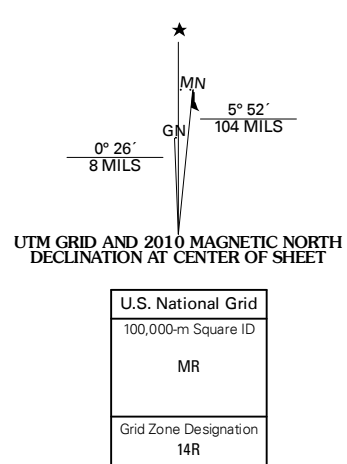 ★
MN
5° 52´
104 MILS
GN
0° 26´
8 MILS
UTM GRID AND 2010 MAGNETIC NORTH
DECLINATION AT CENTER OF SHEET
U.S. National Grid
100,000-m Square ID
MR
Grid Zone Designation
14R